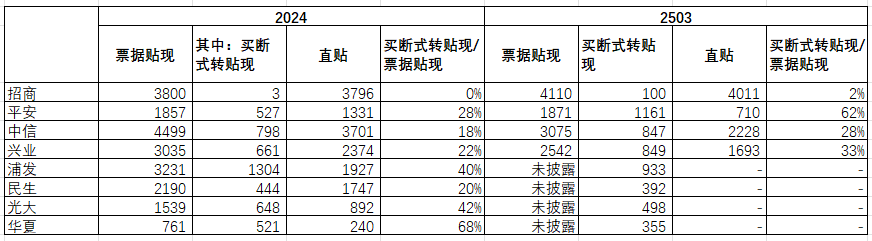 2024 2503
票据贴现 其中：买断式转贴现 直贴 买断式转贴现/票据贴现 票据贴现 买断式转贴现 直贴 买断式转贴现/票据贴现
招商 3800 3 3796 0% 4110 100 4011 2%
平安 1857 527 1331 28% 1871 1161 710 62%
中信 4499 798 3701 18% 3075 847 2228 28%
兴业 3035 661 2374 22% 2542 849 1693 33%
浦发 3231 1304 1927 40% 未披露 933 - -
民生 2190 444 1747 20% 未披露 392 - -
光大 1539 648 892 42% 未披露 498 - -
华夏 761 521 240 68% 未披露 355 - -